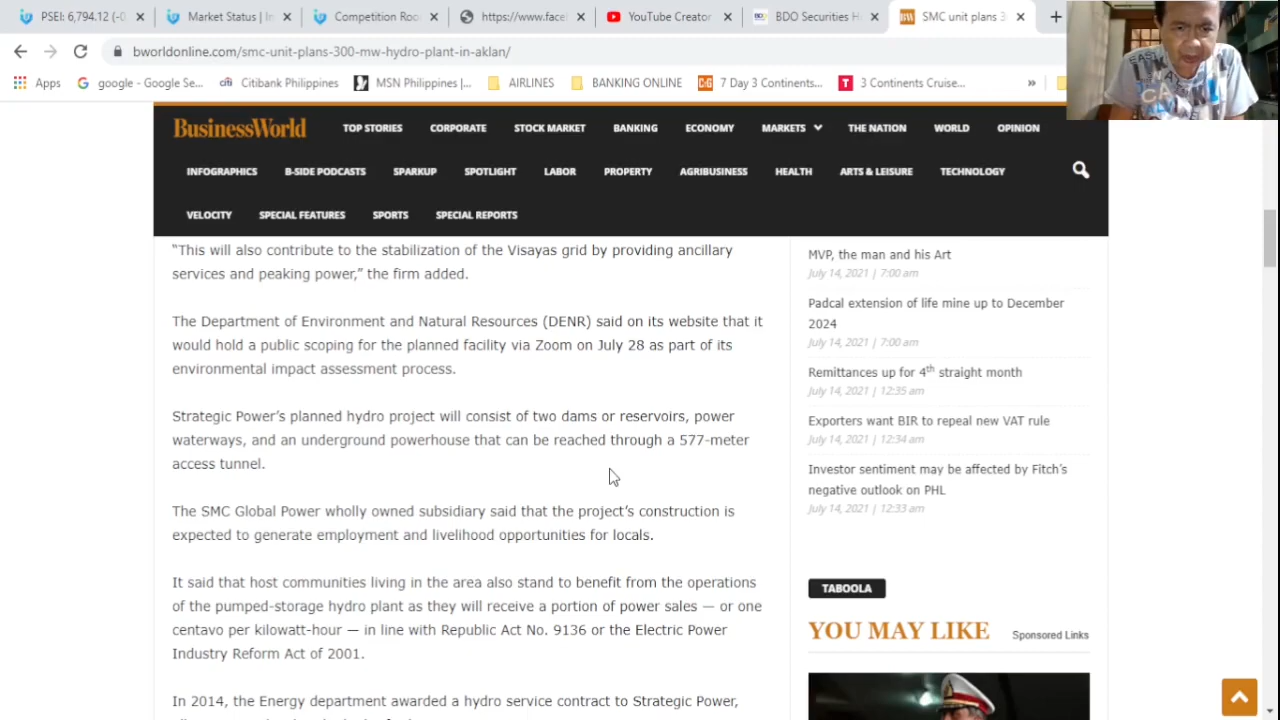 PSEI: 6,794.12 (-0
Market Status | In
Competition Roo
https://www.face
YouTube Creator
BDO Securities H
SMC unit plans 3
bworldonline.com/smc-unit-plans-300-mw-hydro-plant-in-aklan/
Apps
google - Google Se...
Citibank Philippines
MSN Philippines |...
AIRLINES
BANKING ONLINE
7 Day 3 Continents...
3 Continents Cruise...
»
BusinessWorld
TOP STORIES CORPORATE STOCK MARKET BANKING ECONOMY MARKETS THE NATION WORLD OPINION
INFOGRAPHICS B-SIDE PODCASTS SPARKUP SPOTLIGHT LABOR PROPERTY AGRIBUSINESS HEALTH ARTS & LEISURE TECHNOLOGY
VELOCITY SPECIAL FEATURES SPORTS SPECIAL REPORTS
“This will also contribute to the stabilization of the Visayas grid by providing ancillary
services and peaking power,” the firm added.
The Department of Environment and Natural Resources (DENR) said on its website that it
would hold a public scoping for the planned facility via Zoom on July 28 as part of its
environmental impact assessment process.
Strategic Power’s planned hydro project will consist of two dams or reservoirs, power
waterways, and an underground powerhouse that can be reached through a 577-meter
access tunnel.
The SMC Global Power wholly owned subsidiary said that the project’s construction is
expected to generate employment and livelihood opportunities for locals.
It said that host communities living in the area also stand to benefit from the operations
of the pumped-storage hydro plant as they will receive a portion of power sales — or one
centavo per kilowatt-hour — in line with Republic Act No. 9136 or the Electric Power
Industry Reform Act of 2001.
In 2014, the Energy department awarded a hydro service contract to Strategic Power,
MVP, the man and his Art
July 14, 2021 | 7:00 am
Padcal extension of life mine up to December
2024
July 14, 2021 | 7:00 am
Remittances up for 4th straight month
July 14, 2021 | 12:35 am
Exporters want BIR to repeal new VAT rule
July 14, 2021 | 12:34 am
Investor sentiment may be affected by Fitch’s
negative outlook on PHL
July 14, 2021 | 12:33 am
TABOOLA
YOU MAY LIKE
Sponsored Links